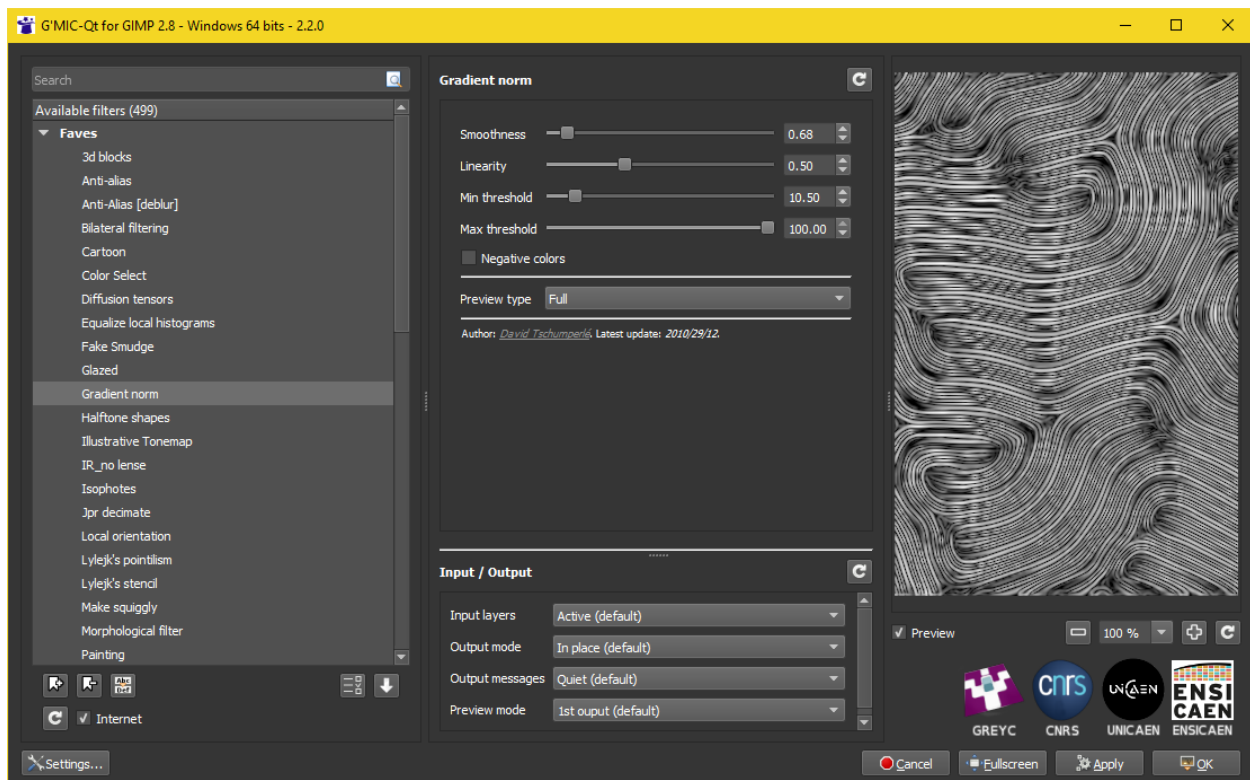 G'MIC-Qt for GIMP 2.8 - Windows 64 bits - 2.2.0
Search
Available filters (499)
Faves
3d blocks
Anti-alias
Anti-Alias [deblur]
Bilateral filtering
Cartoon
Color Select
Diffusion tensors
Equalize local histograms
Fake Smudge
Glazed
Gradient norm
Halftone shapes
Illustrative Tonemap
IR_no lense
Isophotes
Jpr decimate
Local orientation
Lylejk's pointilism
Lylejk's stencil
Make squiggly
Morphological filter
Painting
Abc
Def
Internet
Settings...
Gradient norm
Smoothness 0.68
Linearity 0.50
Min threshold 10.50
Max threshold 100.00
Negative colors
Preview type Full
Author: David Tschumperlé. Latest update: 2010/29/12.
Input / Output
Input layers Active (default)
Output mode In place (default)
Output messages Quiet (default)
Preview mode 1st ouput (default)
Preview 100 %
cnrs
UNICAEN
ENSI
CAEN
GREYC CNRS UNICAEN ENSICAEN
Cancel Fullscreen Apply OK